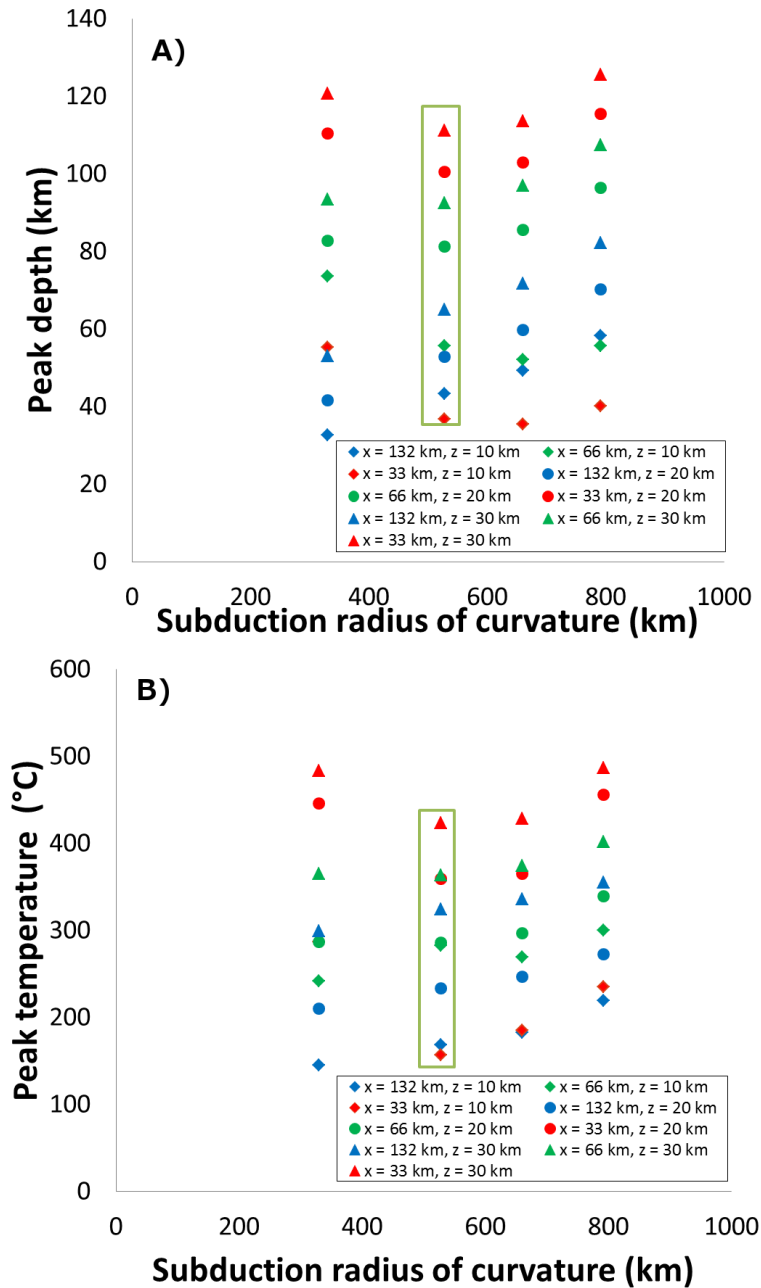 A)
140
120
100
80
60
40
20
0
Peak depth (km)
x = 132 km, z = 10 km x = 66 km, z = 10 km
x = 33 km, z = 10 km x = 132 km, z = 20 km
x = 66 km, z = 20 km x = 33 km, z = 20 km
x = 132 km, z = 30 km x = 66 km, z = 30 km
x = 33 km, z = 30 km
0 200 400 600 800 1000
Subduction radius of curvature (km)
B)
600
500
400
300
200
100
0
Peak temperature (°C)
x = 132 km, z = 10 km x = 66 km, z = 10 km
x = 33 km, z = 10 km x = 132 km, z = 20 km
x = 66 km, z = 20 km x = 33 km, z = 20 km
x = 132 km, z = 30 km x = 66 km, z = 30 km
x = 33 km, z = 30 km
0 200 400 600 800 1000
Subduction radius of curvature (km)